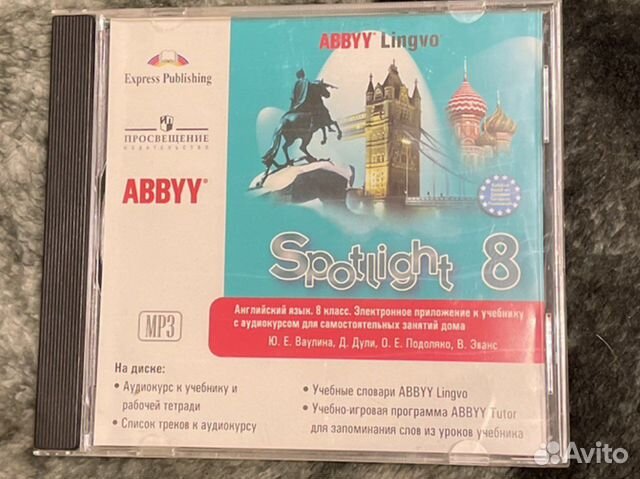 ABBYY® Lingvo
Express Publishing
ПРОСВЕЩЕНИЕ
ИЗДАТЕЛЬСТВО
ABBYY®
Spotlight 8
Английский язык. 8 класс. Электронное приложение к учебнику
с аудиокурсом для самостоятельных занятий дома
Ю. Е. Ваулина, Д. Дули, О. Е. Подоляко, В. Эванс
MP3
На диске:
• Аудиокурс к учебнику и
рабочей тетради
• Список треков к аудиокурсу
• Учебные словари ABBYY Lingvo
• Учебно-игровая программа ABBYY Tutor
для запоминания слов из уроков учебника
Avito